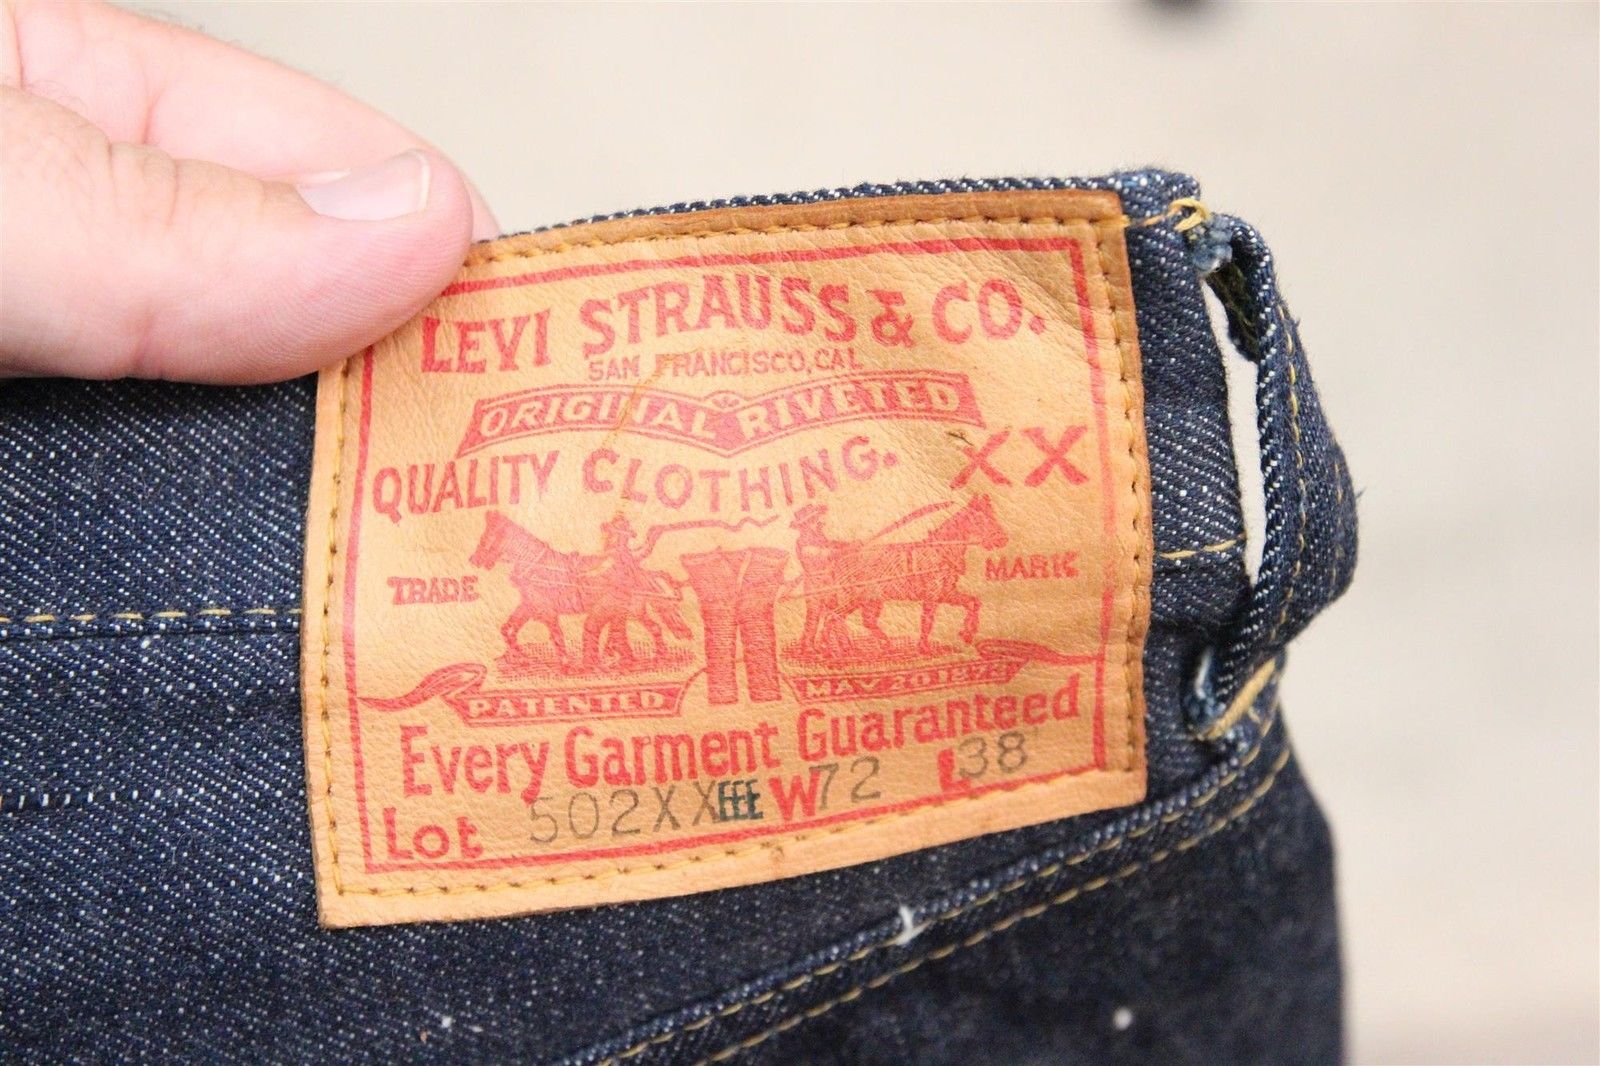 LEVI STRAUSS & CO.
SAN FRANCISCO, CAL
ORIGINAL RIVETED
QUALITY CLOTHING. XX
TRADE MARK
PATENTED MAY 20 1873
Every Garment Guaranteed
Lot 502XXEEE W72 L38